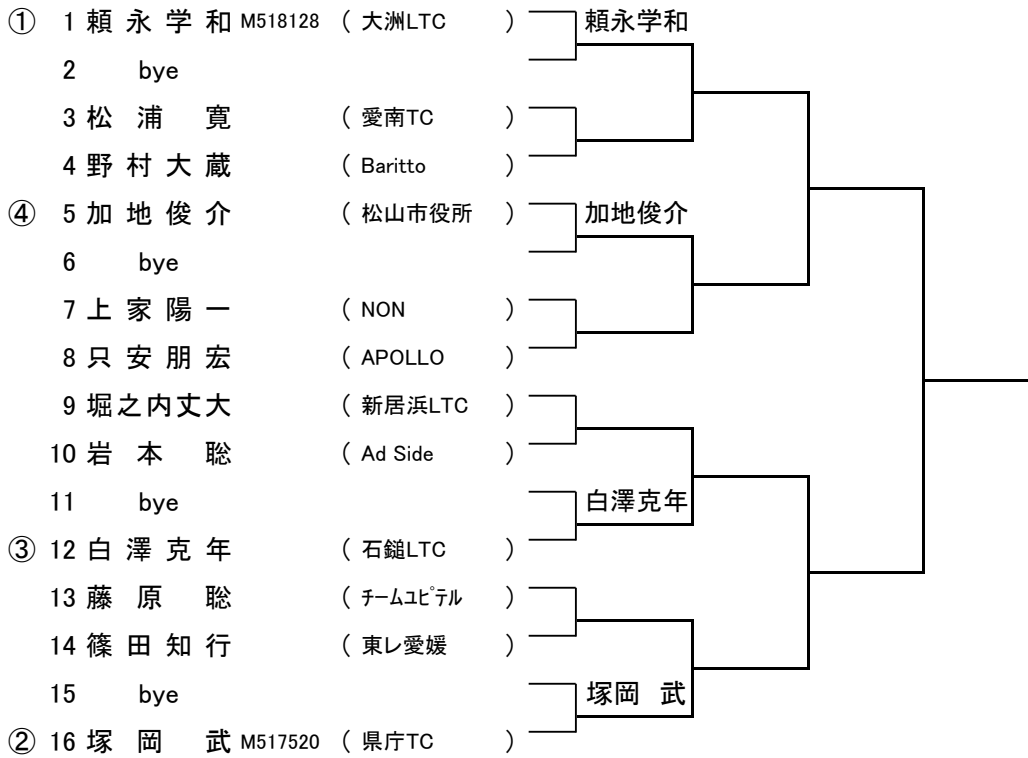 ① 1 頼永学和 M518128 ( 大洲LTC ) 頼永学和
2 bye
3 松浦寛 ( 愛南TC )
4 野村大蔵 ( Baritto )
④ 5 加地俊介 ( 松山市役所 ) 加地俊介
6 bye
7 上家陽一 ( NON )
8 只安朋宏 ( APOLLO )
9 堀之内丈大 ( 新居浜LTC )
10 岩本聡 ( Ad Side )
11 bye 白澤克年
③ 12 白澤克年 ( 石鎚LTC )
13 藤原聡 ( ﾁｰﾑﾕﾋﾟﾃﾙ )
14 篠田知行 ( 東レ愛媛 )
15 bye 塚岡 武
② 16 塚岡武 M517520 ( 県庁TC )